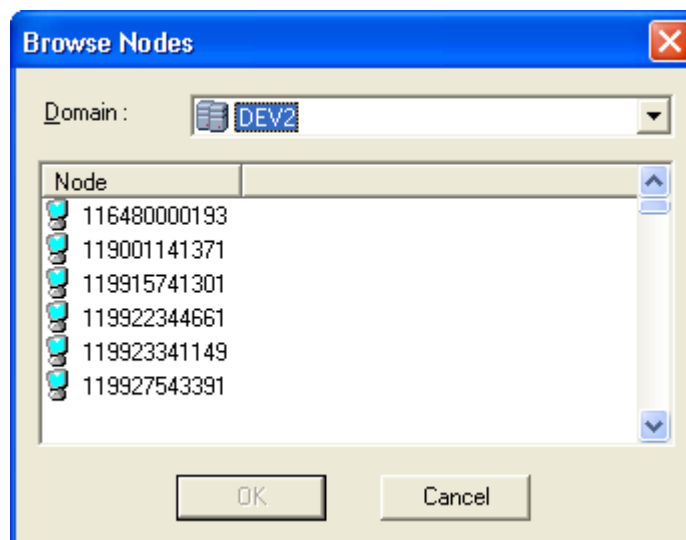 Browse Nodes
Domain : DEV2
Node
116480000193
119001141371
119915741301
119922344661
119923341149
119927543391
OK Cancel